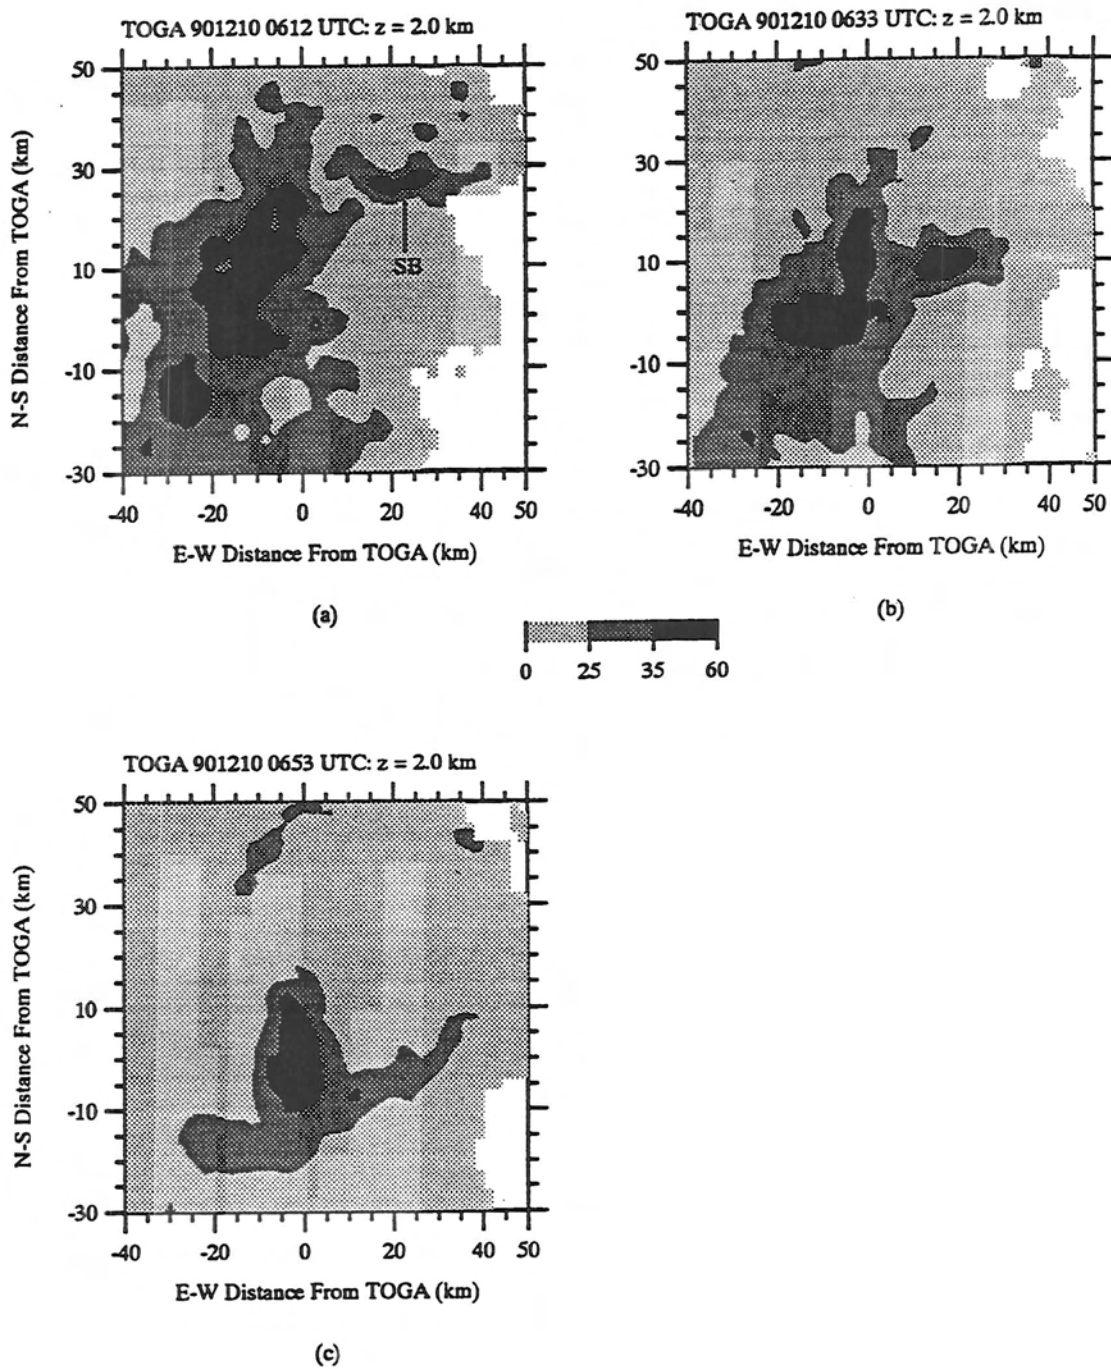 TOGA 901210 0612 UTC: z = 2.0 km
50
30
10
-10
-30
N-S Distance From TOGA (km)
SB
-40 -20 0 20 40 50
E-W Distance From TOGA (km)
(a)
TOGA 901210 0633 UTC: z = 2.0 km
50
30
10
-10
-30
-40 -20 0 20 40 50
E-W Distance From TOGA (km)
(b)
0 25 35 60
TOGA 901210 0653 UTC: z = 2.0 km
50
30
10
-10
-30
N-S Distance From TOGA (km)
-40 -20 0 20 40 50
E-W Distance From TOGA (km)
(c)